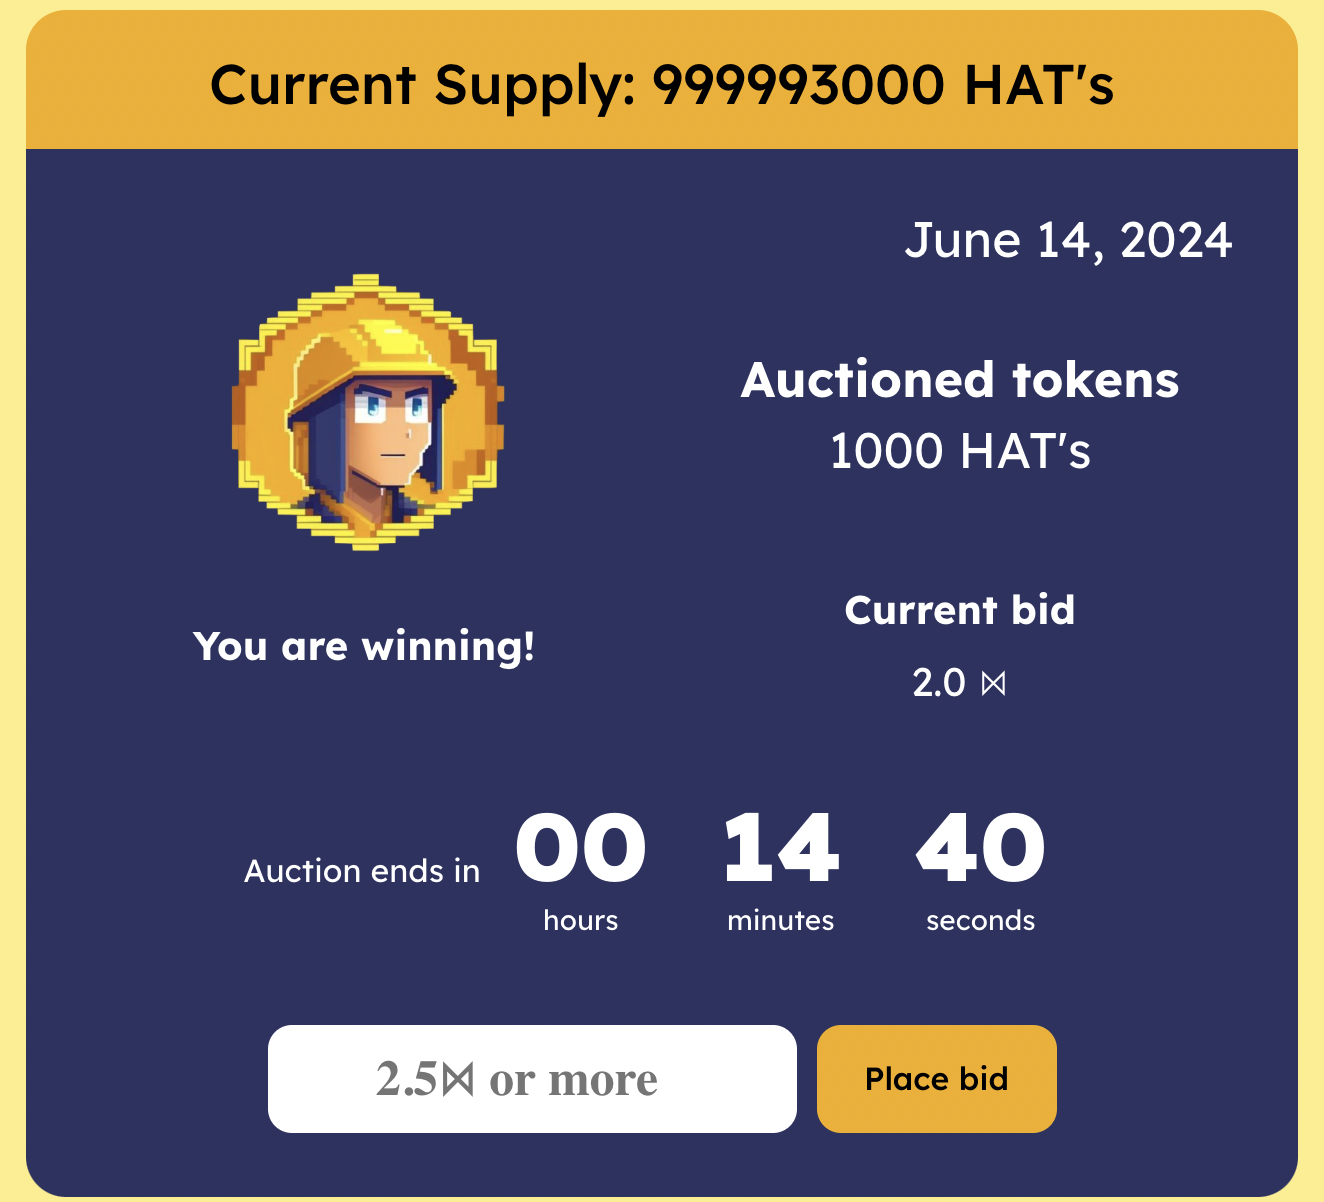 Current Supply: 999993000 HAT's
June 14, 2024
Auctioned tokens
1000 HAT's
You are winning!
Current bid
2.0 ⋈
Auction ends in 00 14 40
hours minutes seconds
2.5⋈ or more
Place bid